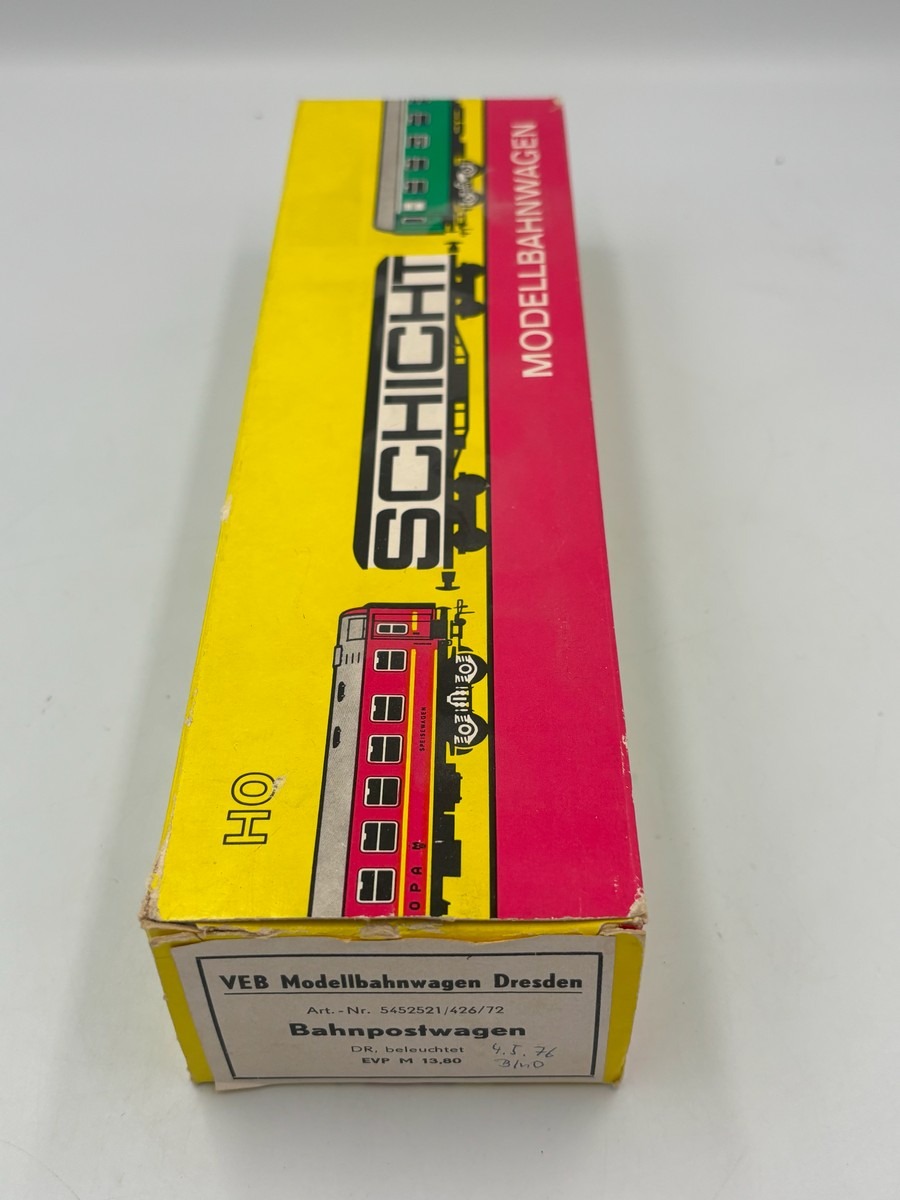 MODELLBAHNWAGEN
SCHICHT
SPEISEWAGEN
HO
VEB Modellbahnwagen Dresden
Art.-Nr. 5452521/426/72
Bahnpostwagen
DR, beleuchtet 4.5.76
EVP M 13,80